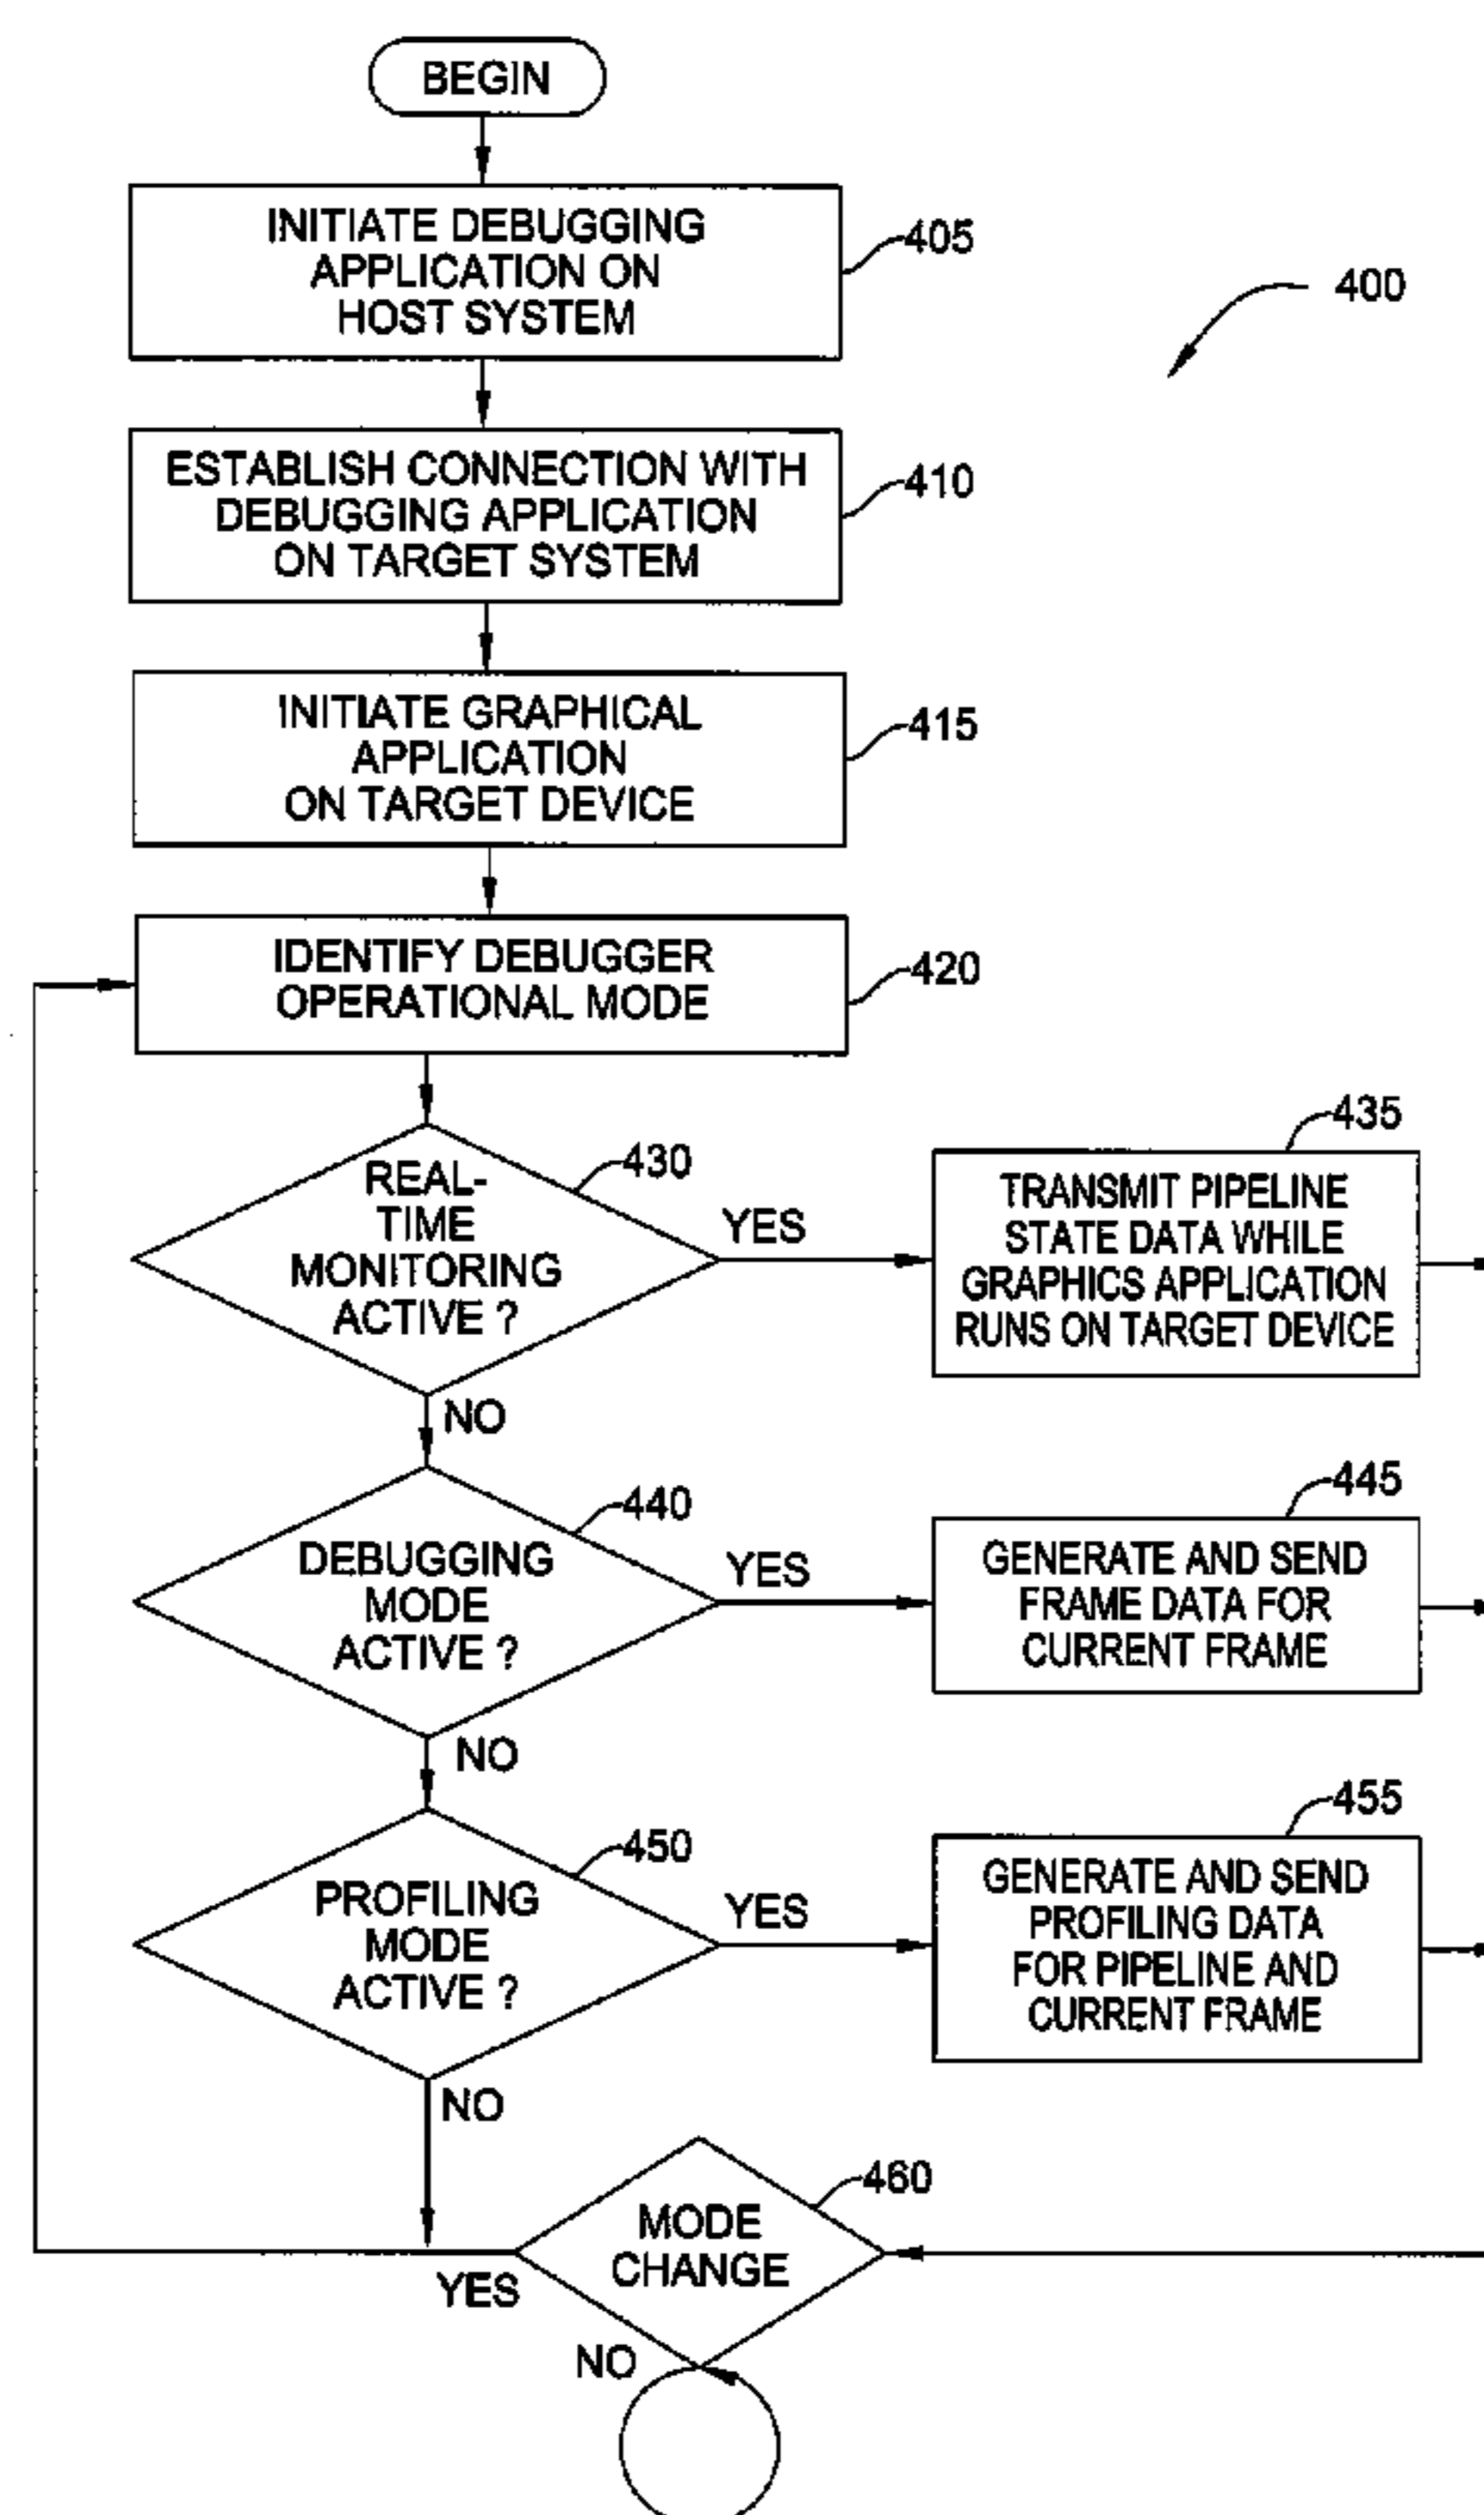 BEGIN
INITIATE DEBUGGING
APPLICATION ON
HOST SYSTEM
405
400
ESTABLISH CONNECTION WITH
DEBUGGING APPLICATION
ON TARGET SYSTEM
410
INITIATE GRAPHICAL
APPLICATION
ON TARGET DEVICE
415
IDENTIFY DEBUGGER
OPERATIONAL MODE
420
REAL-
TIME
MONITORING
ACTIVE ?
430
YES
435
TRANSMIT PIPELINE
STATE DATA WHILE
GRAPHICS APPLICATION
RUNS ON TARGET DEVICE
NO
DEBUGGING
MODE
ACTIVE ?
440
YES
445
GENERATE AND SEND
FRAME DATA FOR
CURRENT FRAME
NO
PROFILING
MODE
ACTIVE ?
450
YES
455
GENERATE AND SEND
PROFILING DATA
FOR PIPELINE AND
CURRENT FRAME
NO
MODE
CHANGE
460
YES
NO